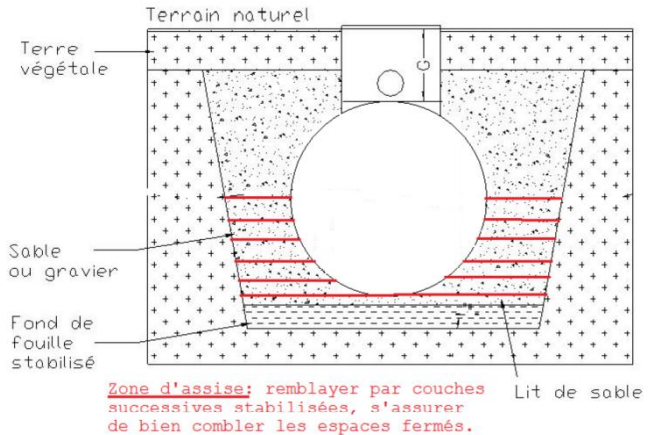 Terrain naturel
Terre
végétale
G
Sable
ou gravier
Fond de
fouille
stabilisé
Lit de sable
Zone d'assise: remblayer par couches
successives stabilisées, s'assurer
de bien combler les espaces fermés.